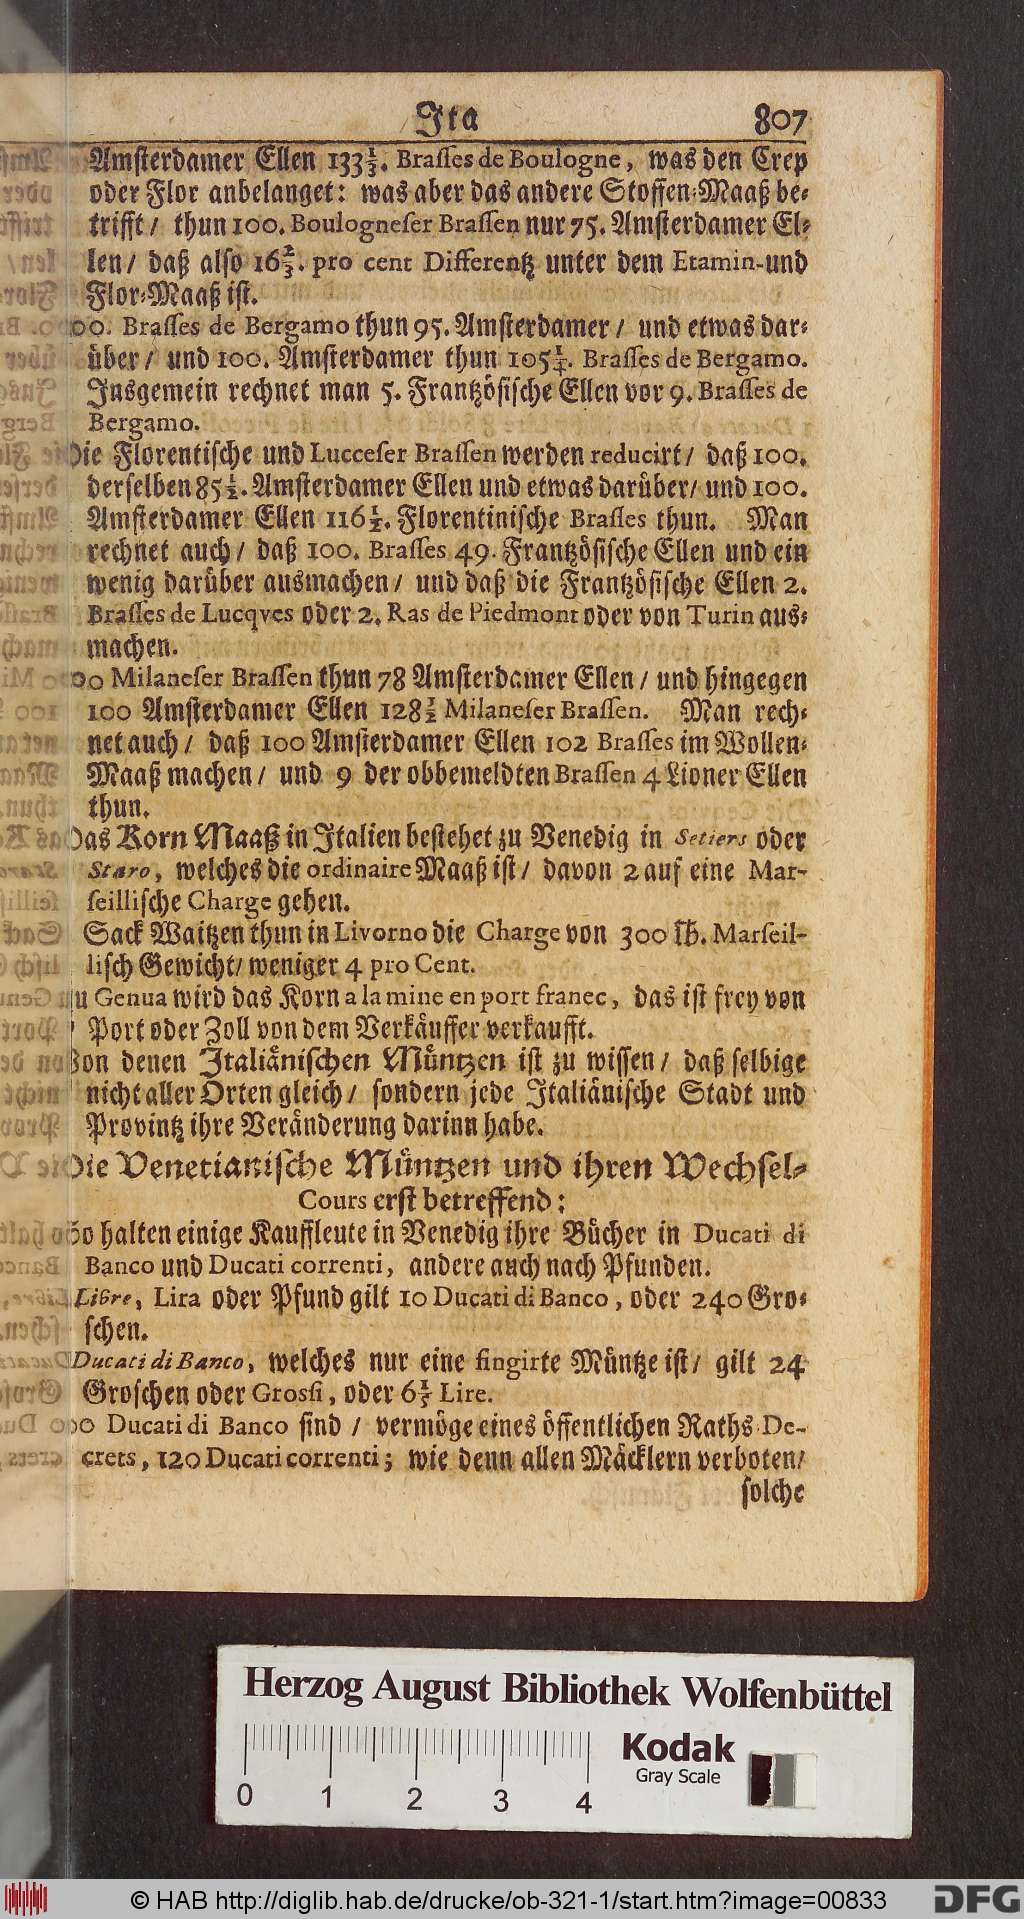 Ita 807
Amsterdamer Ellen 133⅓. Brasſes de Boulogne, was den Crep
oder Flor anbelanget: was aber das andere Stoffen-Maaß be-
trifft/ thun 100. Boulogneser Brasſen nur 75. Amsterdamer El-
len/ daß also 16⅔. pro cent Differentz unter dem Etamin-und
Flor-Maaß ist.
00. Brasſes de Bergamo thun 95. Amsterdamer/ und etwas dar-
über/ und 100. Amsterdamer thun 105¼. Brasſes de Bergamo.
Insgemein rechnet man 5. Frantzösische Ellen vor 9. Brasſes de
Bergamo.
Die Florentische und Lucceser Brasſen werden reducirt/ daß 100.
derselben 85½. Amsterdamer Ellen und etwas darüber/ und 100.
Amsterdamer Ellen 116½. Florentinische Brasſes thun. Man
rechnet auch/ daß 100. Brasſes 49. Frantzösische Ellen und ein
wenig darüber ausmachen/ und daß die Frantzösische Ellen 2.
Brasſes de Lucqves oder 2. Ras de Piedmont oder von Turin aus-
machen.
00 Milaneser Brasſen thun 78 Amsterdamer Ellen/ und hingegen
100 Amsterdamer Ellen 128½ Milaneser Brasſen. Man rech-
net auch/ daß 100 Amsterdamer Ellen 102 Brasſes im Wollen-
Maaß machen/ und 9 der obbemeldten Brasſen 4 Lioner Ellen
thun.
Das Korn Maaß in Italien bestehet zu Venedig in Setiers oder
Staro, welches die ordinaire Maaß ist/ davon 2 auf eine Mar-
seillische Charge gehen.
Sack Waitzen thun in Livorno die Charge von 300 ℔. Marseil-
lisch Gewicht/ weniger 4 pro Cent.
zu Genua wird das Korn a la mine en port franec, das ist frey von
Port oder Zoll von dem Verkäuffer verkaufft.
Von denen Italiänischen Müntzen ist zu wissen/ daß selbige
nicht aller Orten gleich/ sondern jede Italiänische Stadt und
Provintz ihre Veränderung darinn habe.
Die Venetianische Müntzen und ihren Wechsel-
Cours erst betreffend:
So halten einige Kauffleute in Venedig ihre Bücher in Ducati di
Banco und Ducati correnti, andere auch nach Pfunden.
Libre, Lira oder Pfund gilt 10 Ducati di Banco, oder 240 Gro-
schen.
Ducati di Banco, welches nur eine fingirte Müntze ist/ gilt 24
Groschen oder Grossi, oder 6⅕ Lire.
00 Ducati di Banco sind/ vermöge eines öffentlichen Raths-De-
crets, 120 Ducati correnti; wie denn allen Mäcklern verboten/
solche
Herzog August Bibliothek Wolfenbüttel
0 1 2 3 4
Kodak
Gray Scale
© HAB http://diglib.hab.de/drucke/ob-321-1/start.htm?image=00833
DFG